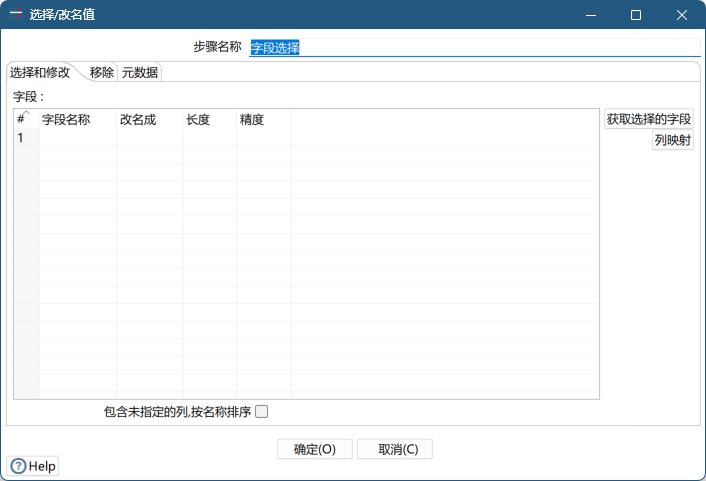 选择/改名值
步骤名称 字段选择
选择和修改 移除 元数据
字段 :
# 字段名称 改名成 长度 精度
获取选择的字段
1
列映射
包含未指定的列,按名称排序
确定(O) 取消(C)
Help